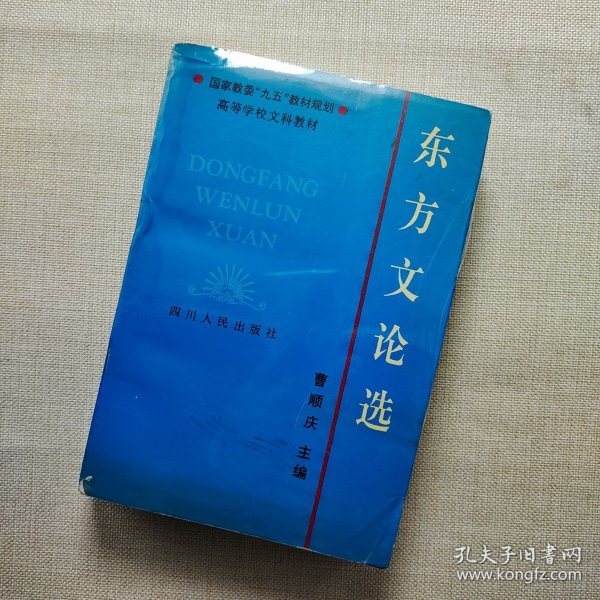 国家教委“九五”教材规划
高等学校文科教材
东方文论选
DONGFANG
WENLUN
XUAN
四川人民出版社
曹顺庆 主编
孔夫子旧书网
www.kongfz.com